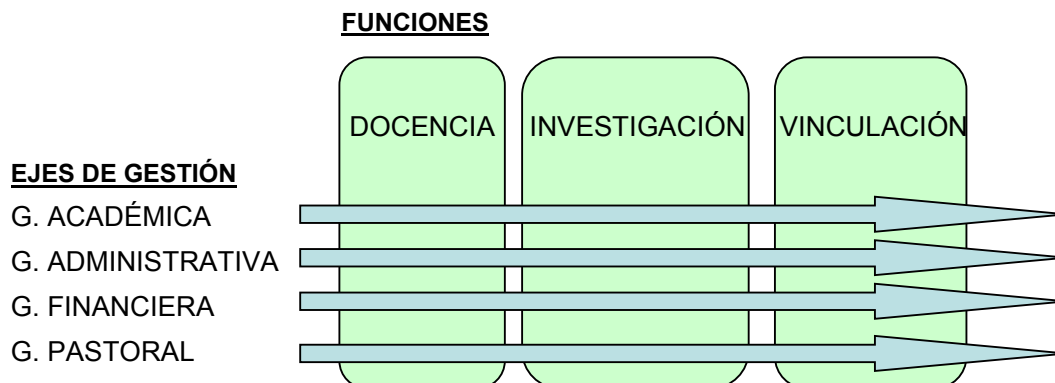 FUNCIONES
DOCENCIA INVESTIGACIÓN VINCULACIÓN
EJES DE GESTIÓN
G. ACADÉMICA
G. ADMINISTRATIVA
G. FINANCIERA
G. PASTORAL